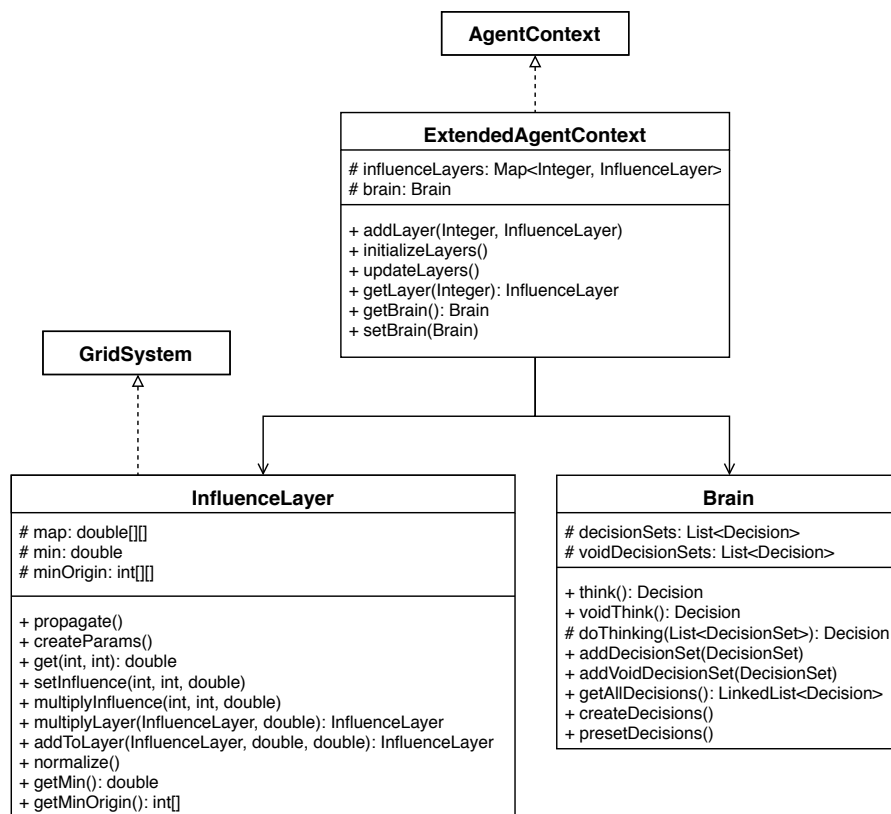 AgentContext
ExtendedAgentContext
# influenceLayers: Map<Integer, InfluenceLayer>
# brain: Brain
+ addLayer(Integer, InfluenceLayer)
+ initializeLayers()
+ updateLayers()
+ getLayer(Integer): InfluenceLayer
+ getBrain(): Brain
+ setBrain(Brain)
GridSystem
InfluenceLayer
# map: double[][]
# min: double
# minOrigin: int[][]
+ propagate()
+ createParams()
+ get(int, int): double
+ setInfluence(int, int, double)
+ multiplyInfluence(int, int, double)
+ multiplyLayer(InfluenceLayer, double): InfluenceLayer
+ addToLayer(InfluenceLayer, double, double): InfluenceLayer
+ normalize()
+ getMin(): double
+ getMinOrigin(): int[]
Brain
# decisionSets: List<Decision>
# voidDecisionSets: List<Decision>
+ think(): Decision
+ voidThink(): Decision
# doThinking(List<DecisionSet>): Decision
+ addDecisionSet(DecisionSet)
+ addVoidDecisionSet(DecisionSet)
+ getAllDecisions(): LinkedList<Decision>
+ createDecisions()
+ presetDecisions()